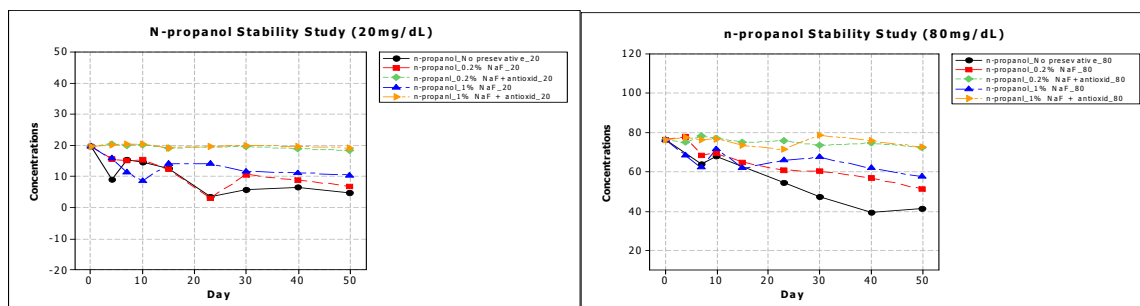 N-propanol Stability Study (20mg/dL)
50
40
30
20
10
0
-10
-20
Concentrations
0
10
20
30
40
50
Day
n-propanol_No presevative_20
n-propanol_0.2% NaF_20
n-propanl_0.2% NaF+antioxid_20
n-propanol_1% NaF_20
n-propanl_1% NaF + antioxid_20
n-propanol Stability Study (80mg/dL)
120
100
80
60
40
20
Concentrations
0
10
20
30
40
50
Day
n-propanol_No presevative_80
n-propanol_0.2% NaF_80
n-propanl_0.2% NaF+antioxid_80
n-propanol_1% NaF_80
n-propanl_1% NaF + antioxid_80